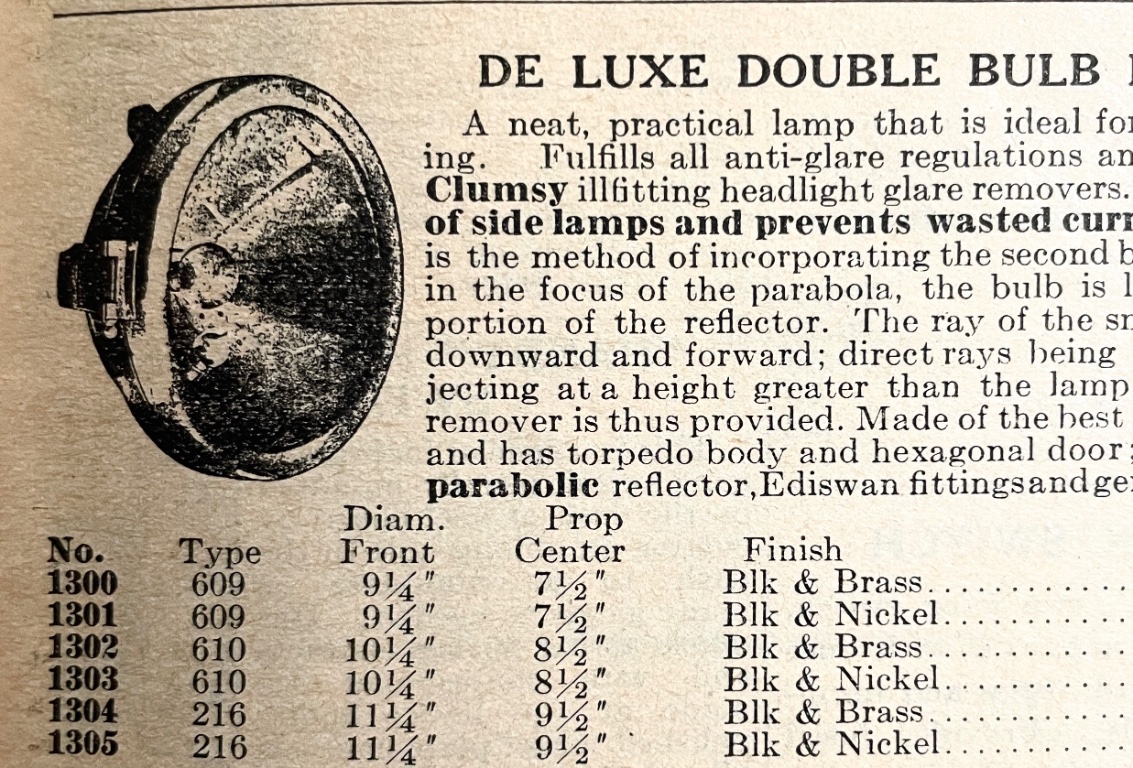 DE LUXE DOUBLE BULB
A neat, practical lamp that is ideal for
ing. Fulfills all anti-glare regulations an
Clumsy illfitting headlight glare removers.
of side lamps and prevents wasted curr
is the method of incorporating the second b
in the focus of the parabola, the bulb is l
portion of the reflector. The ray of the sm
downward and forward; direct rays being
jecting at a height greater than the lamp
remover is thus provided. Made of the best
and has torpedo body and hexagonal door;
parabolic reflector, Ediswan fittings and ge
Diam. Prop
No. Type Front Center Finish
1300 609 9¼" 7½" Blk & Brass............
1301 609 9¼" 7½" Blk & Nickel...........
1302 610 10¼" 8½" Blk & Brass............
1303 610 10¼" 8½" Blk & Nickel...........
1304 216 11¼" 9½" Blk & Brass............
1305 216 11¼" 9½" Blk & Nickel...........